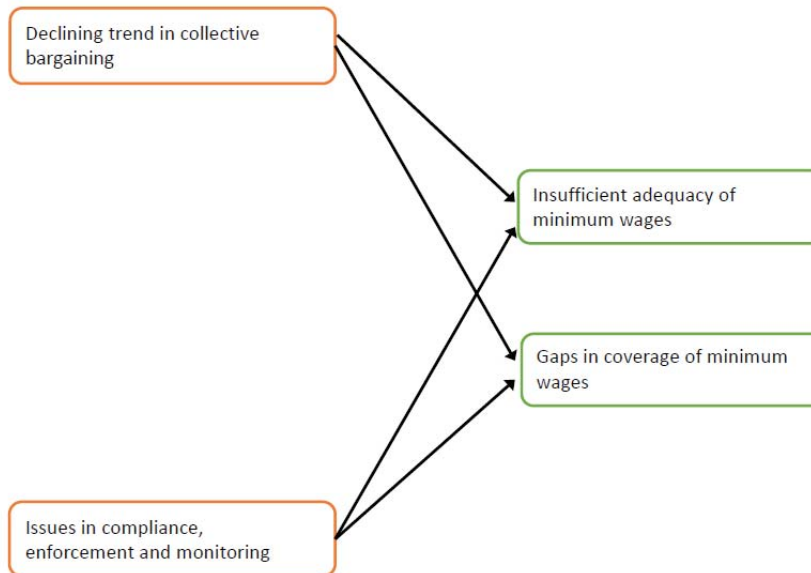 Declining trend in collective
bargaining
Insufficient adequacy of
minimum wages
Gaps in coverage of minimum
wages
Issues in compliance,
enforcement and monitoring